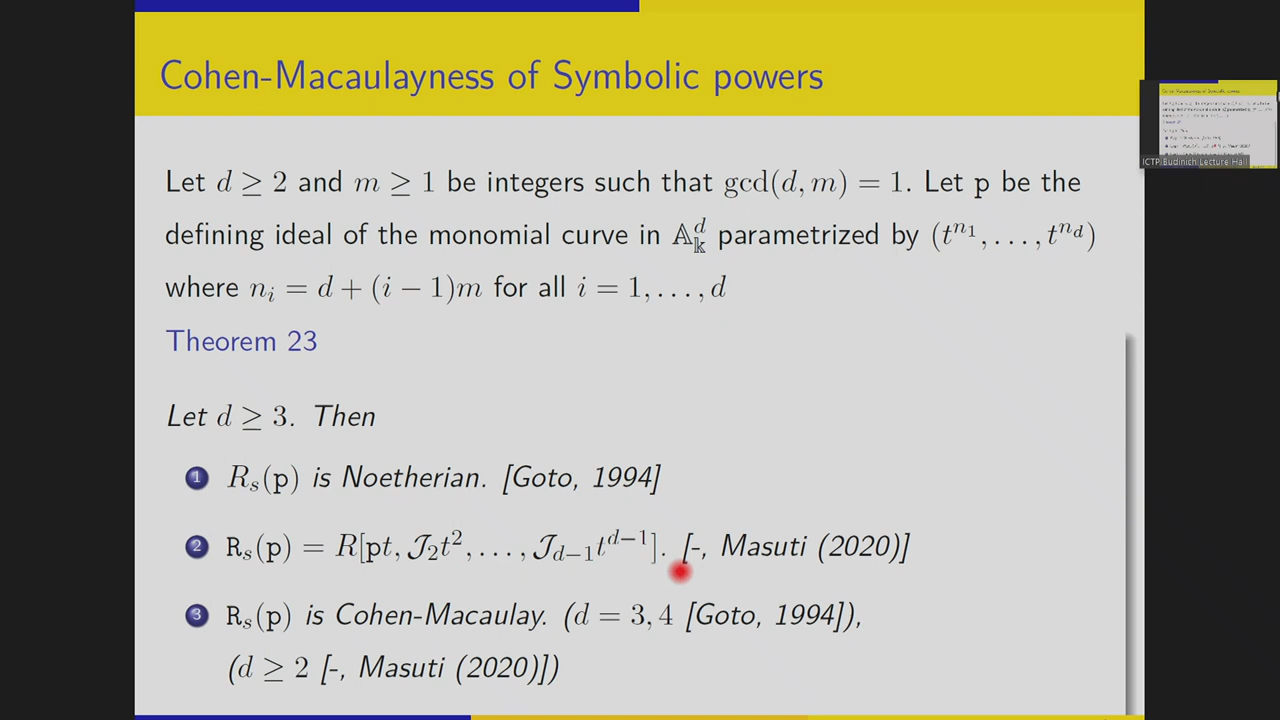 Cohen-Macaulayness of Symbolic powers
Let d ≥ 2 and m ≥ 1 be integers such that gcd(d, m) = 1. Let p be the
defining ideal of the monomial curve in 𝔸^d_𝕜 parametrized by (t^{n_1}, . . . , t^{n_d})
where n_i = d + (i − 1)m for all i = 1, . . . , d
Theorem 23
Let d ≥ 3. Then
1 R_s(p) is Noetherian. [Goto, 1994]
2 R_s(p) = R[pt, 𝒥_2t^2, . . . , 𝒥_{d−1}t^{d−1}]. [-, Masuti (2020)]
3 R_s(p) is Cohen-Macaulay. (d = 3, 4 [Goto, 1994]),
(d ≥ 2 [-, Masuti (2020)])
ICTP Budinich Lecture Hall